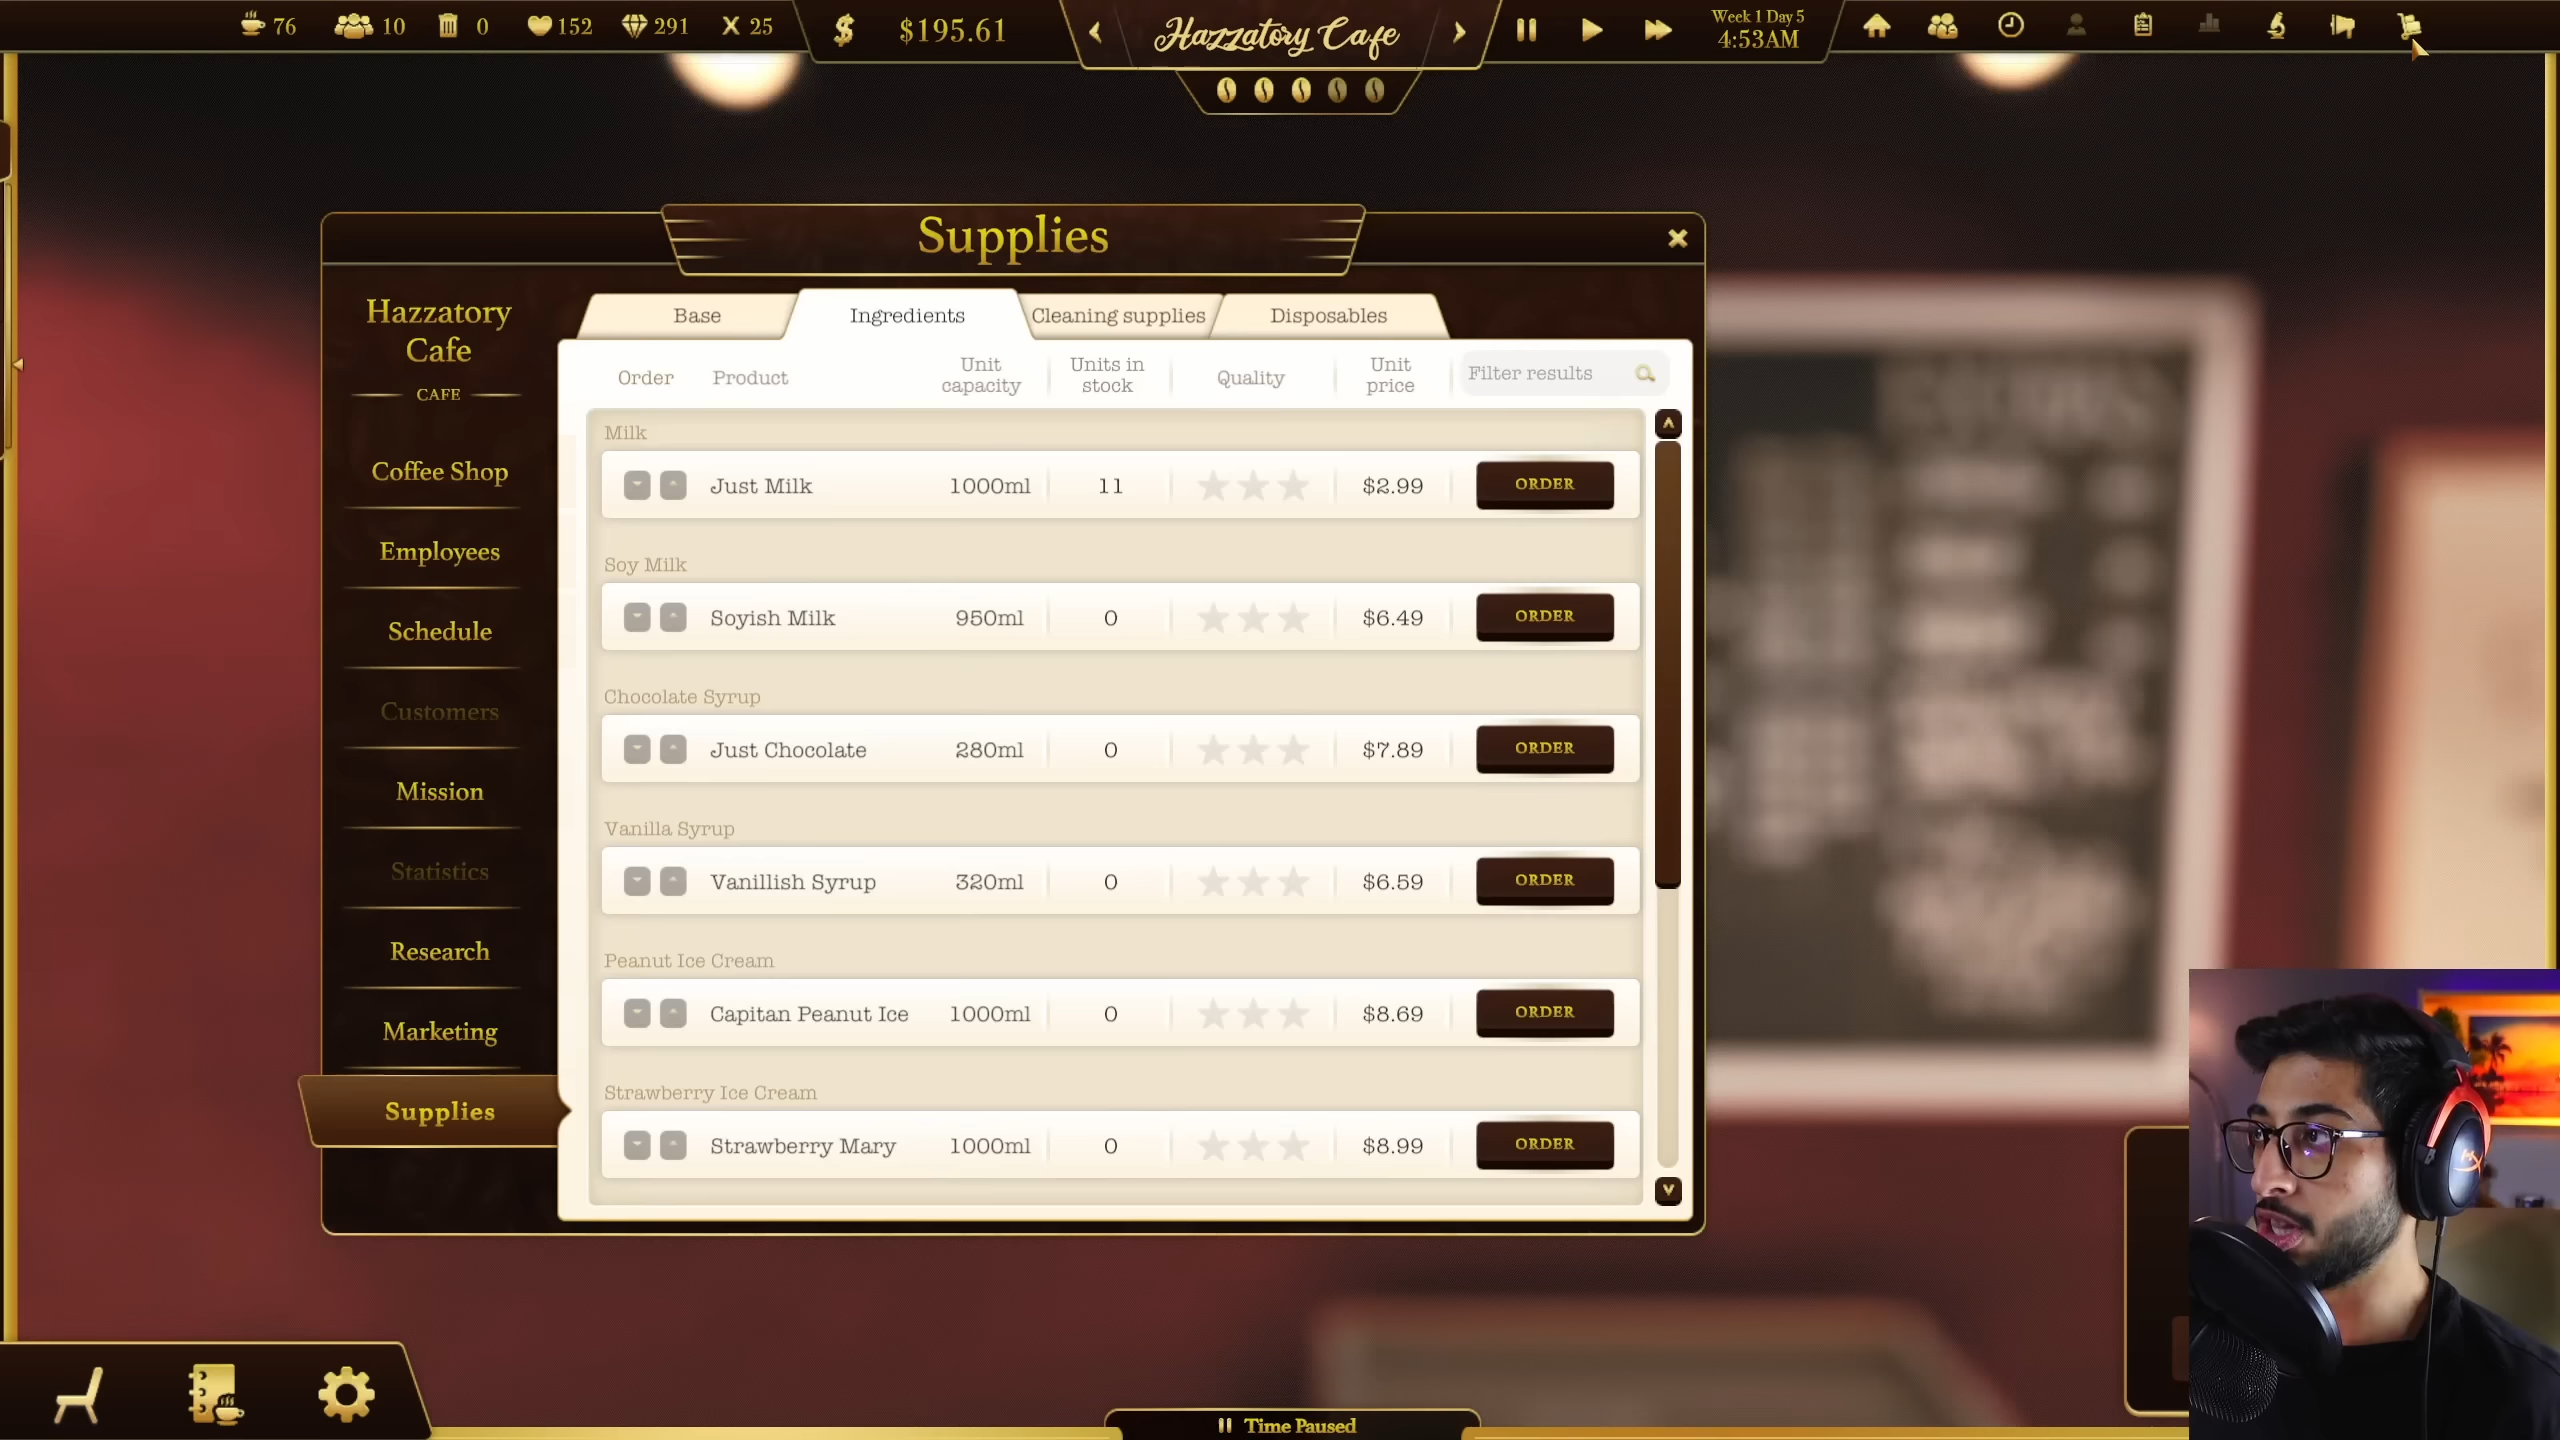 76
10
0
152
291
25
$195.61
Hazzatory Cafe
Week 1 Day 5
4:53AM
Supplies
Hazzatory
Cafe
CAFE
Coffee Shop
Employees
Schedule
Customers
Mission
Statistics
Research
Marketing
Supplies
Base
Ingredients
Cleaning supplies
Disposables
Order
Product
Unit
capacity
Units in
stock
Quality
Unit
price
Filter results
Milk
Just Milk 1000ml 11 $2.99 ORDER
Soy Milk
Soyish Milk 950ml 0 $6.49 ORDER
Chocolate Syrup
Just Chocolate 280ml 0 $7.89 ORDER
Vanilla Syrup
Vanillish Syrup 320ml 0 $6.59 ORDER
Peanut Ice Cream
Capitan Peanut Ice 1000ml 0 $8.69 ORDER
Strawberry Ice Cream
Strawberry Mary 1000ml 0 $8.99 ORDER
Time Paused